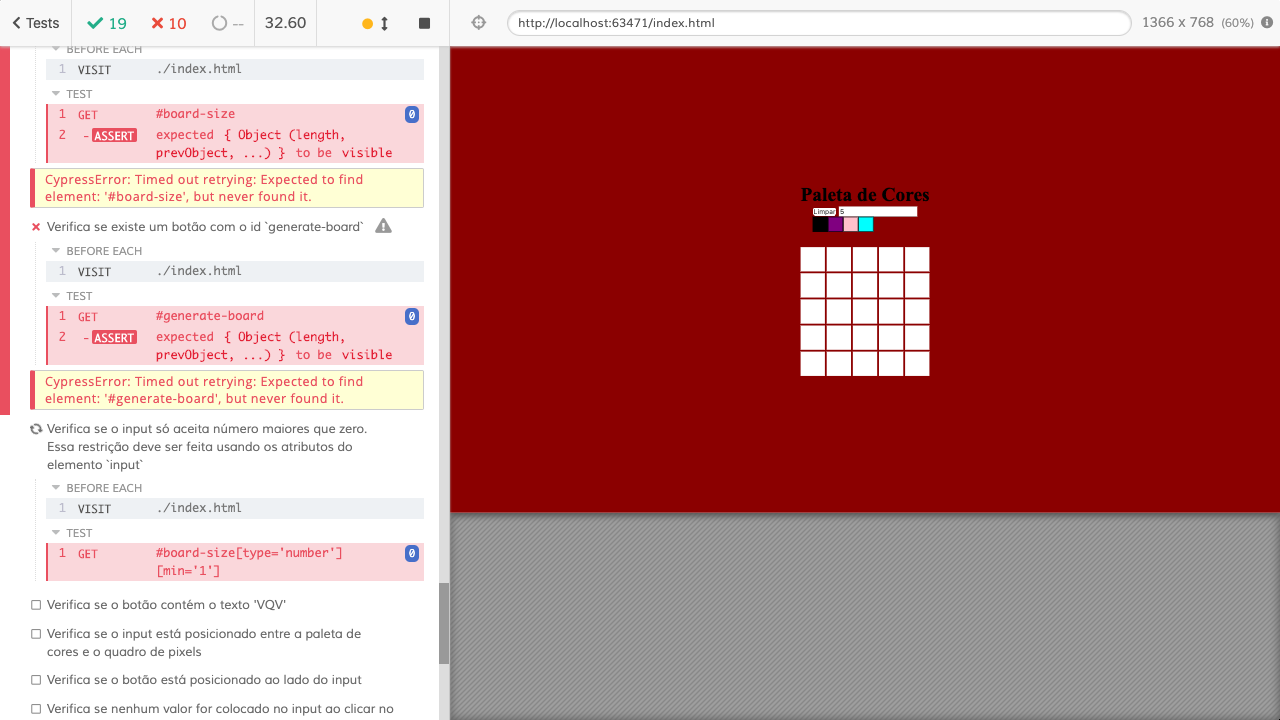 Tests
19
10
--
32.60
http://localhost:63471/index.html
1366 x 768 (60%)
BEFORE EACH
1 VISIT ./index.html
TEST
1 GET #board-size 0
2 -ASSERT expected { Object (length,
prevObject, ...) } to be visible
CypressError: Timed out retrying: Expected to find
element: '#board-size', but never found it.
Verifica se existe um botão com o id `generate-board`
BEFORE EACH
1 VISIT ./index.html
TEST
1 GET #generate-board 0
2 -ASSERT expected { Object (length,
prevObject, ...) } to be visible
CypressError: Timed out retrying: Expected to find
element: '#generate-board', but never found it.
Verifica se o input só aceita número maiores que zero.
Essa restrição deve ser feita usando os atributos do
elemento `input`
BEFORE EACH
1 VISIT ./index.html
TEST
1 GET #board-size[type='number'] 0
[min='1']
Verifica se o botão contém o texto 'VQV'
Verifica se o input está posicionado entre a paleta de
cores e o quadro de pixels
Verifica se o botão está posicionado ao lado do input
Verifica se nenhum valor for colocado no input ao clicar no
Paleta de Cores
Limpar 5